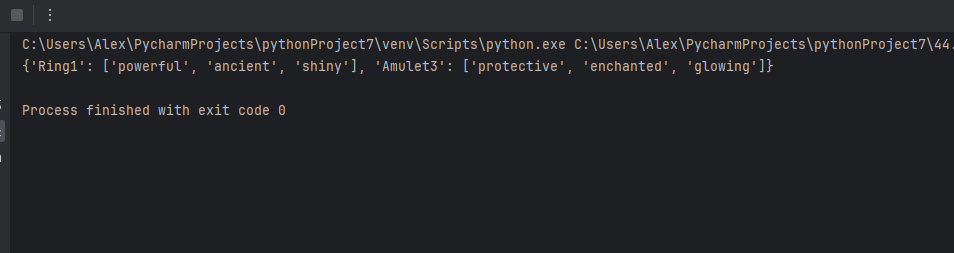 C:\Users\Alex\PycharmProjects\pythonProject7\venv\Scripts\python.exe C:\Users\Alex\PycharmProjects\pythonProject7\44.
{'Ring1': ['powerful', 'ancient', 'shiny'], 'Amulet3': ['protective', 'enchanted', 'glowing']}
Process finished with exit code 0